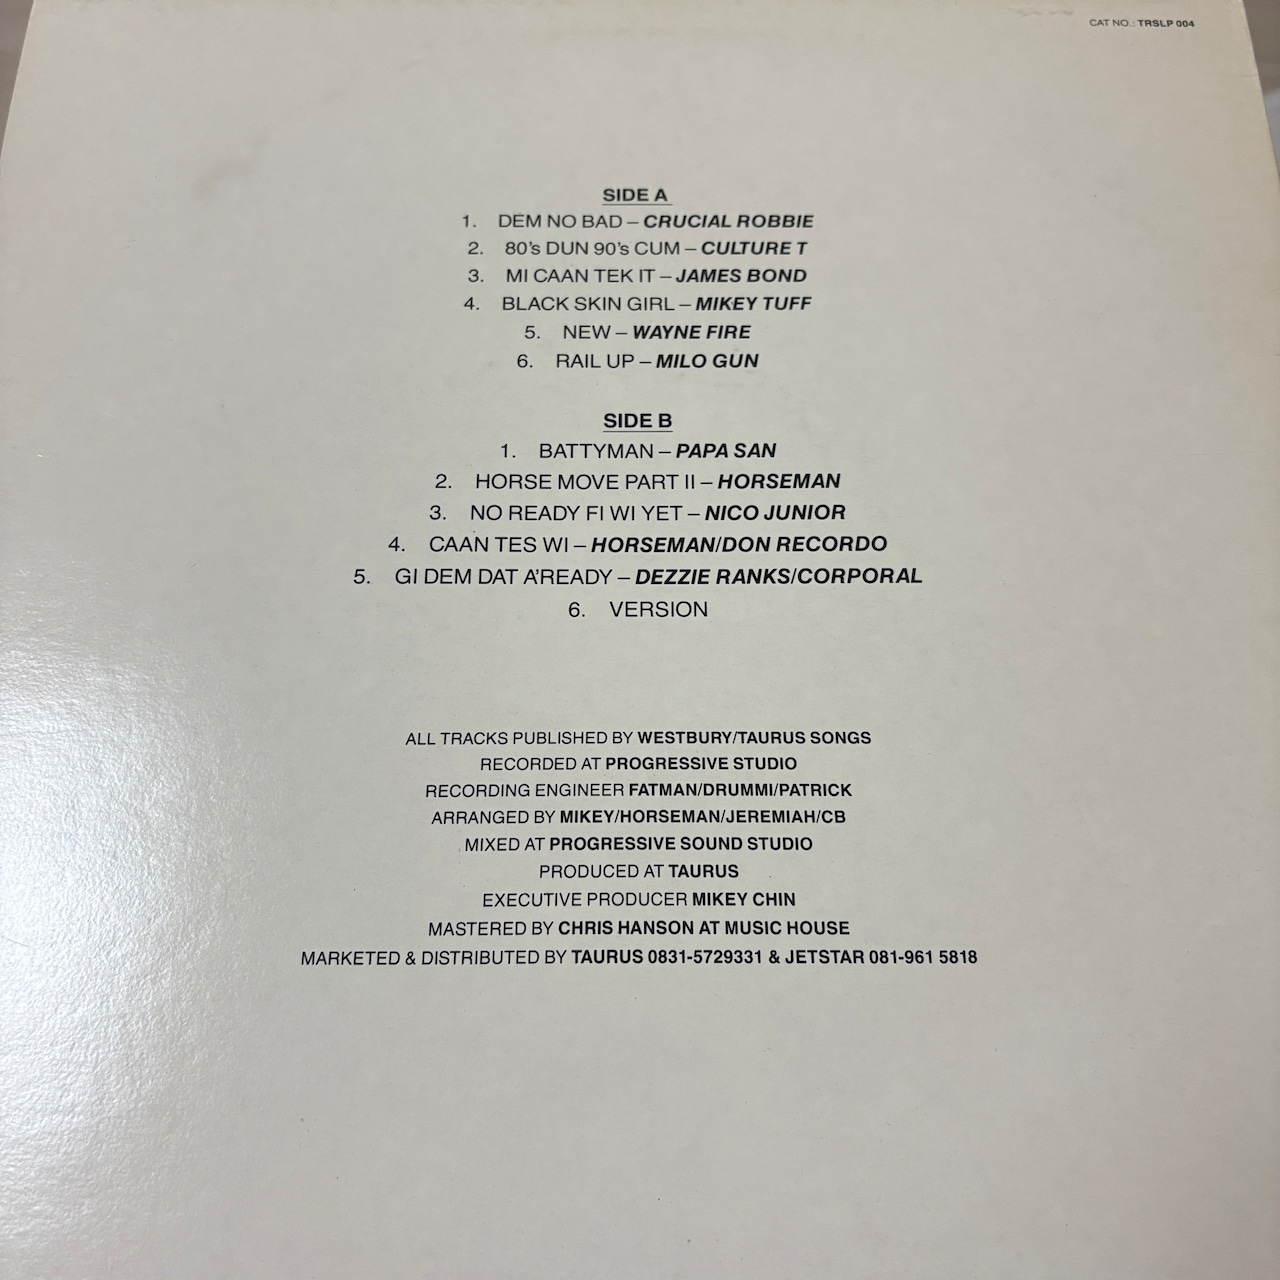 CAT NO.: TRSLP 004
SIDE A
1. DEM NO BAD – CRUCIAL ROBBIE
2. 80's DUN 90's CUM – CULTURE T
3. MI CAAN TEK IT – JAMES BOND
4. BLACK SKIN GIRL – MIKEY TUFF
5. NEW – WAYNE FIRE
6. RAIL UP – MILO GUN
SIDE B
1. BATTYMAN – PAPA SAN
2. HORSE MOVE PART II – HORSEMAN
3. NO READY FI WI YET – NICO JUNIOR
4. CAAN TES WI – HORSEMAN/DON RECORDO
5. GI DEM DAT A'READY – DEZZIE RANKS/CORPORAL
6. VERSION
ALL TRACKS PUBLISHED BY WESTBURY/TAURUS SONGS
RECORDED AT PROGRESSIVE STUDIO
RECORDING ENGINEER FATMAN/DRUMMI/PATRICK
ARRANGED BY MIKEY/HORSEMAN/JEREMIAH/CB
MIXED AT PROGRESSIVE SOUND STUDIO
PRODUCED AT TAURUS
EXECUTIVE PRODUCER MIKEY CHIN
MASTERED BY CHRIS HANSON AT MUSIC HOUSE
MARKETED & DISTRIBUTED BY TAURUS 0831-5729331 & JETSTAR 081-961 5818